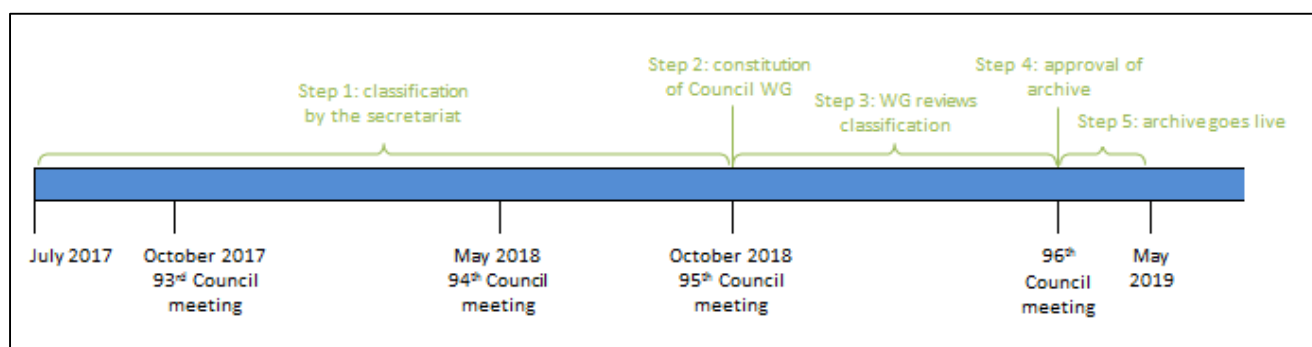 Step 1: classification
by the secretariat
Step 2: constitution
of Council WG
Step 3: WG reviews
classification
Step 4: approval of
archive
Step 5: archive goes live
July 2017
October 2017
93rd Council
meeting
May 2018
94th Council
meeting
October 2018
95th Council
meeting
96th
Council
meeting
May
2019